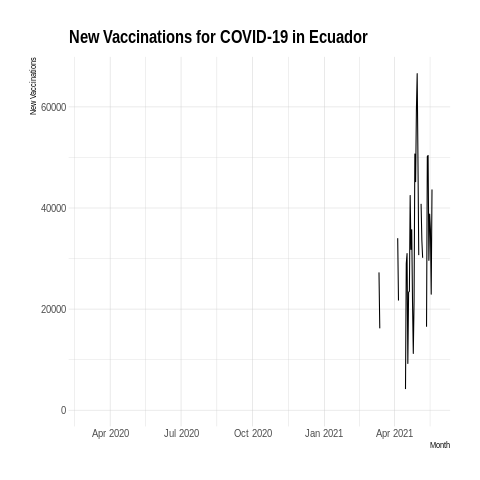 New Vaccinations for COVID-19 in Ecuador
New Vaccinations
60000
40000
20000
0
Apr 2020
Jul 2020
Oct 2020
Jan 2021
Apr 2021
Month